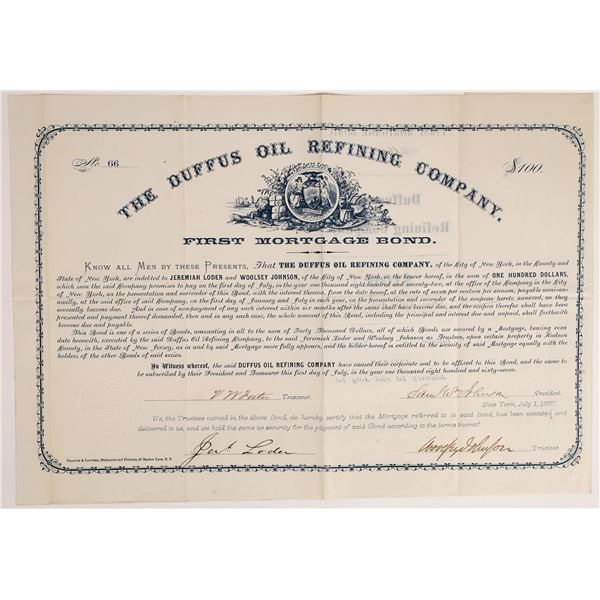 No. 66
$100.
THE DUFFUS OIL REFINING COMPANY.
FIRST MORTGAGE BOND.
KNOW ALL MEN BY THESE PRESENTS, That THE DUFFUS OIL REFINING COMPANY, of the City of New York, in the County and
State of New York, are indebted to JEREMIAH LODER and WOOLSEY JOHNSON, of the City of New York, or the bearer hereof, in the sum of ONE HUNDRED DOLLARS,
which sum the said Company promises to pay on the first day of July, in the year one thousand eight hundred and seventy-two, at the office of the Company in the City
of New York, on the presentation and surrender of this Bond, with the interest thereon, from the date hereof, at the rate of seven per centum per annum, payable semi-an-
nually, at the office of said Company, on the first day of January and July in each year, on the presentation and surrender of the coupons hereto annexed, as they
severally become due. And in case of non-payment of any such interest within six months after the same shall have become due, and the coupon therefor shall have been
presented and payment thereof demanded, then and in any such case, the whole amount of this Bond, including the principal and interest due and unpaid, shall forthwith
become due and payable.
This Bond is one of a series of Bonds, amounting in all to the sum of Forty Thousand Dollars, all of which Bonds are secured by a Mortgage, bearing even
date herewith, executed by the said Duffus Oil Refining Company, to the said Jeremiah Loder and Woolsey Johnson as Trustees, upon certain property in Hudson
County, in the State of New Jersey, as in and by said Mortgage more fully appears, and the holder hereof is entitled to the security of said Mortgage equally with the
holders of the other Bonds of said series.
In Witness whereof, the said DUFFUS OIL REFINING COMPANY have caused their corporate seal to be affixed to this Bond, and the same to
be subscribed by their President and Treasurer this first day of July, in the year one thousand eight hundred and sixty-seven.
Treasurer.
Saml Wm Johnson President.
New York, July 1, 1867.
We, the Trustees named in the above Bond, do hereby certify that the Mortgage referred to in said Bond, has been executed and
delivered to us, and we hold the same as security for the payment of said Bond according to the terms thereof.
Jer. Loder
Woolsey Johnson Trustees.